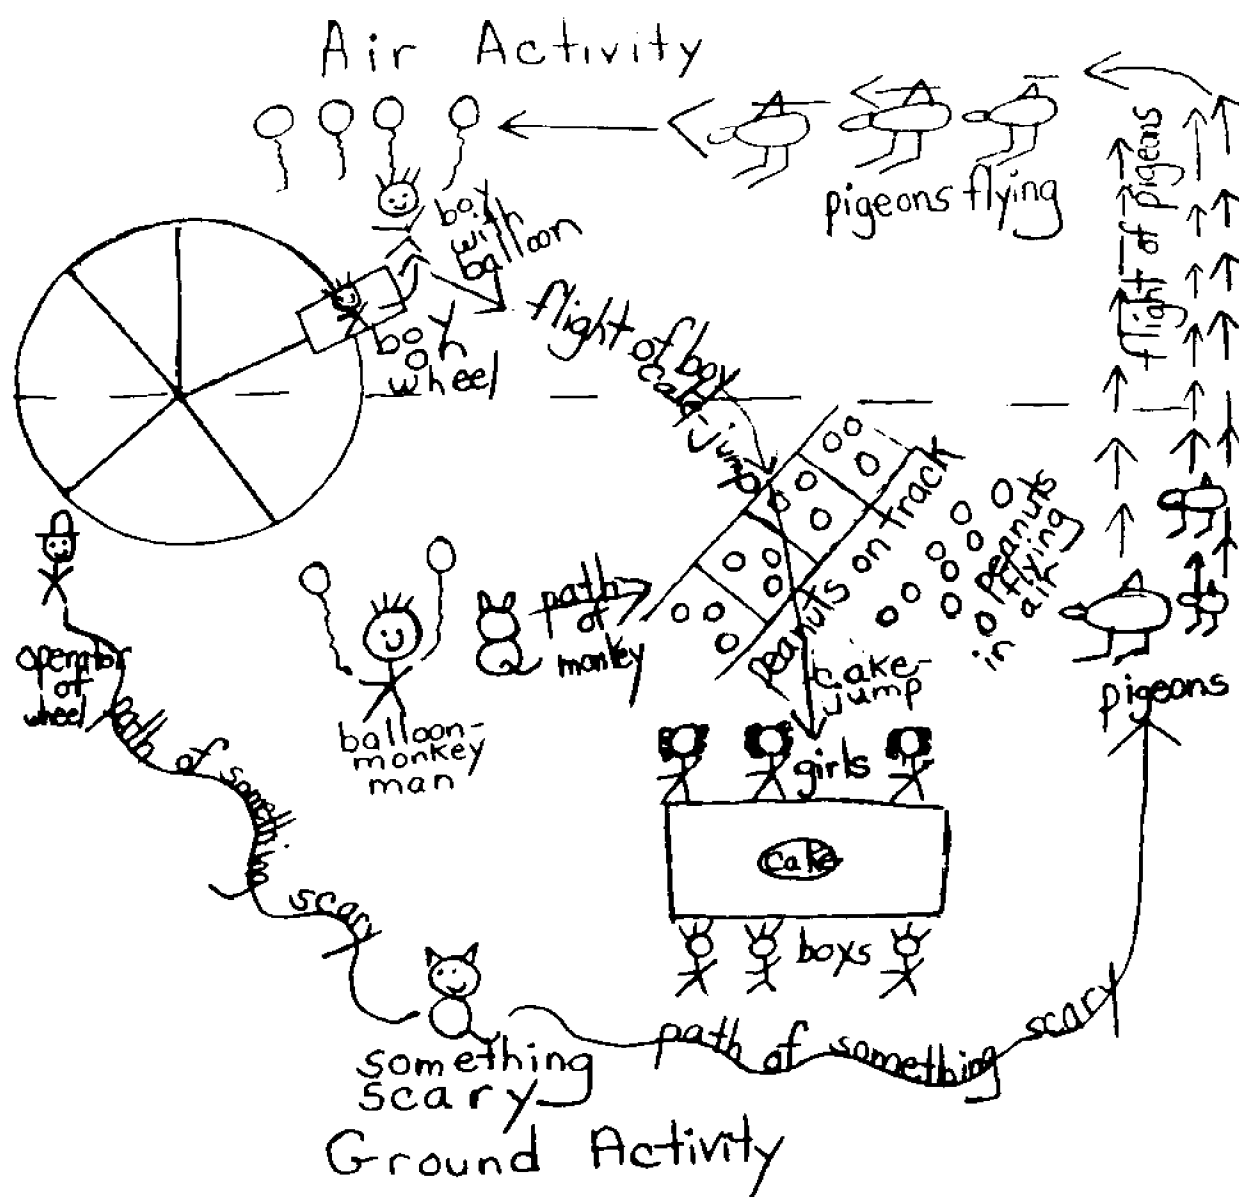 Air Activity
pigeons flying
flight of pigeons
boy
with
balloon
boy
on
wheel
flight of boy
cake-
jump
peanuts on track
peanuts
flying
in air
path
of
monkey
operator
of
wheel
balloon-
monkey
man
cake-
jump
pigeons
girls
cake
boys
path of something
scary
something
scary
path of something scary
Ground Activity